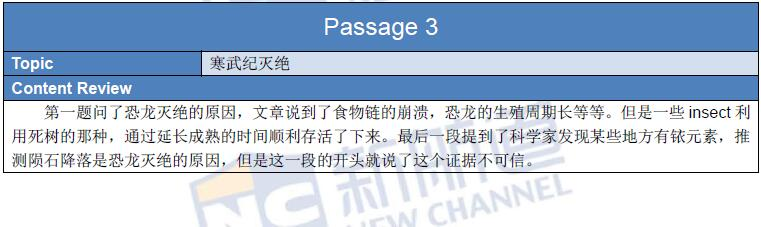 Passage 3
Topic 寒武纪灭绝
Content Review
第一题问了恐龙灭绝的原因，文章说到了食物链的崩溃，恐龙的生殖周期长等等。但是一些 insect 利
用死树的那种，通过延长成熟的时间顺利存活了下来。最后一段提到了科学家发现某些地方有铱元素，推
测陨石降落是恐龙灭绝的原因，但是这一段的开头就说了这个证据不可信。
新航道
NEW CHANNEL